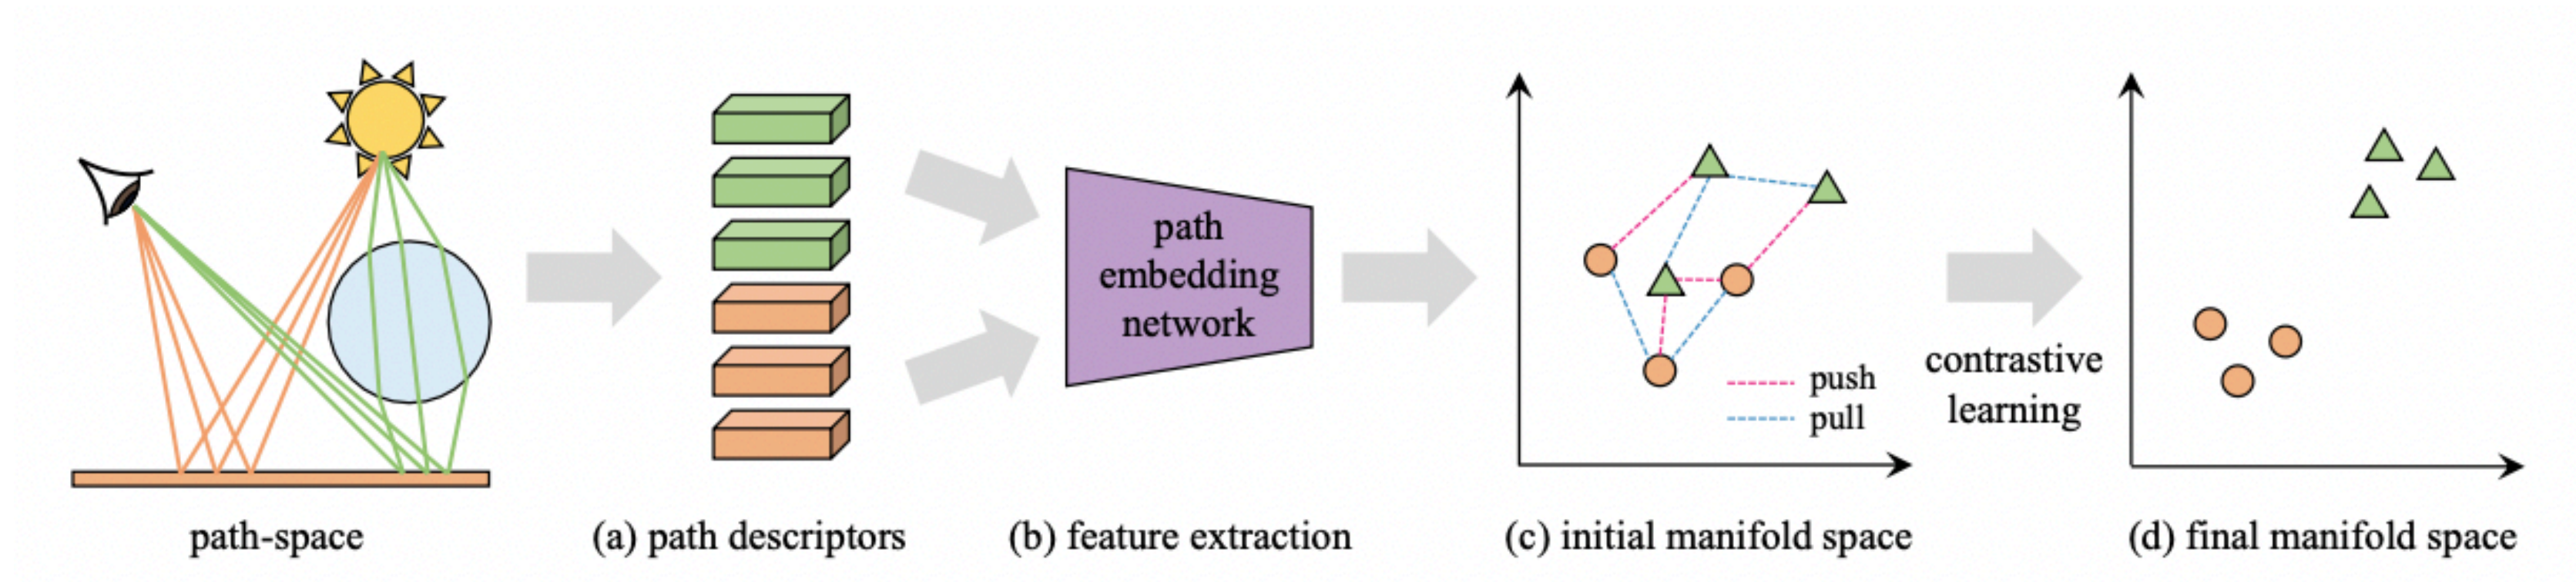 path
embedding
network
push
pull
contrastive
learning
path-space
(a) path descriptors
(b) feature extraction
(c) initial manifold space
(d) final manifold space